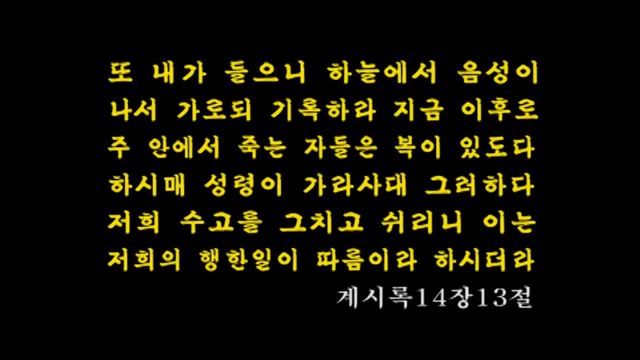 또 내가 들으니 하늘에서 음성이
나서 가로되 기록하라 지금 이후로
주 안에서 죽는 자들은 복이 있도다
하시매 성령이 가라사대 그러하다
저희 수고를 그치고 쉬리니 이는
저희의 행한일이 따름이라 하시더라
계시록14장13절